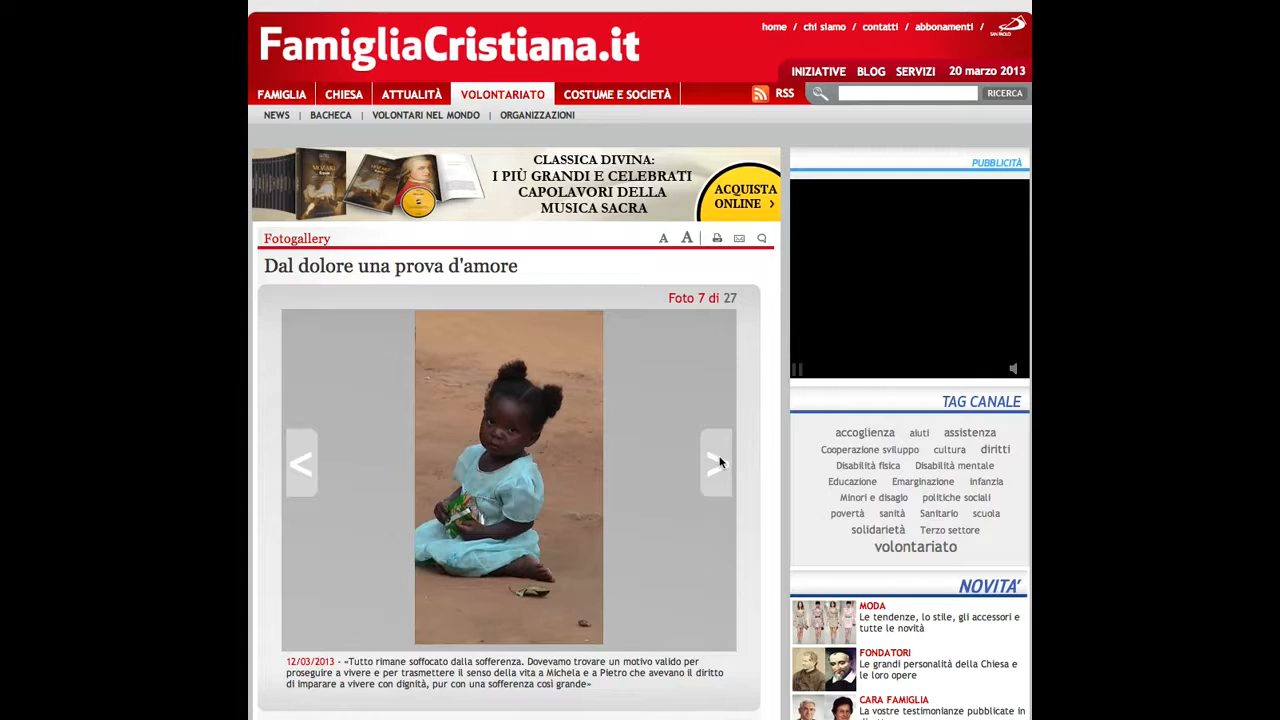 FamigliaCristiana.it
home / chi siamo / contatti / abbonamenti /
SAN PAOLO
INIZIATIVE BLOG SERVIZI 20 marzo 2013
FAMIGLIA CHIESA ATTUALITÀ VOLONTARIATO COSTUME E SOCIETÀ RSS RICERCA
NEWS | BACHECA | VOLONTARI NEL MONDO | ORGANIZZAZIONI
CLASSICA DIVINA:
I PIÙ GRANDI E CELEBRATI
CAPOLAVORI DELLA
MUSICA SACRA
ACQUISTA
ONLINE >
Fotogallery A A
Dal dolore una prova d'amore
Foto 7 di 27
< >
12/03/2013 - «Tutto rimane soffocato dalla sofferenza. Dovevamo trovare un motivo valido per
proseguire a vivere e per trasmettere il senso della vita a Michela e a Pietro che avevano il diritto
di imparare a vivere con dignità, pur con una sofferenza così grande»
PUBBLICITÀ
TAG CANALE
accoglienza aiuti assistenza
Cooperazione sviluppo cultura diritti
Disabilità fisica Disabilità mentale
Educazione Emarginazione infanzia
Minori e disagio politiche sociali
povertà sanità Sanitario scuola
solidarietà Terzo settore
volontariato
NOVITA'
MODA
Le tendenze, lo stile, gli accessori e
tutte le novità
FONDATORI
Le grandi personalità della Chiesa e
le loro opere
CARA FAMIGLIA
La vostre testimonianze pubblicate in